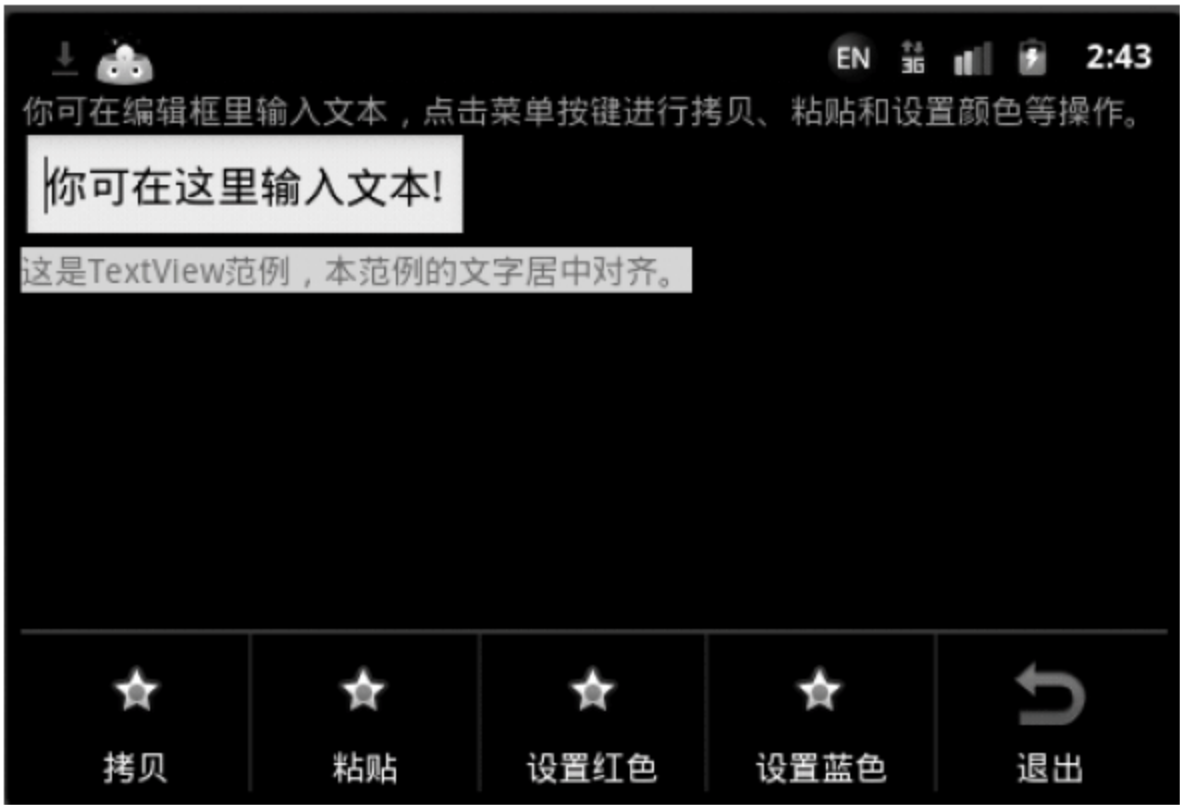 EN 3G 2:43
你可在编辑框里输入文本，点击菜单按键进行拷贝、粘贴和设置颜色等操作。
你可在这里输入文本!
这是TextView范例，本范例的文字居中对齐。
拷贝 粘贴 设置红色 设置蓝色 退出